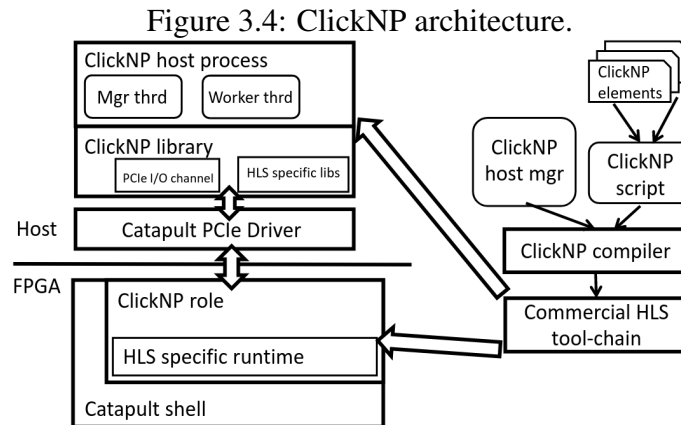 Figure 3.4: ClickNP architecture.
ClickNP host process
Mgr thrd
Worker thrd
ClickNP library
PCIe I/O channel
HLS specific libs
Host
Catapult PCIe Driver
FPGA
ClickNP role
HLS specific runtime
Catapult shell
ClickNP
elements
ClickNP
host mgr
ClickNP
script
ClickNP compiler
Commercial HLS
tool-chain